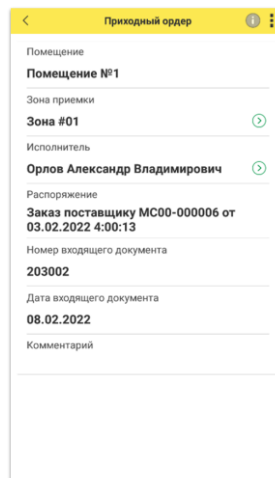 Приходный ордер
Помещение
Помещение №1
Зона приемки
Зона #01
Исполнитель
Орлов Александр Владимирович
Распоряжение
Заказ поставщику МС00-000006 от
03.02.2022 4:00:13
Номер входящего документа
203002
Дата входящего документа
08.02.2022
Комментарий